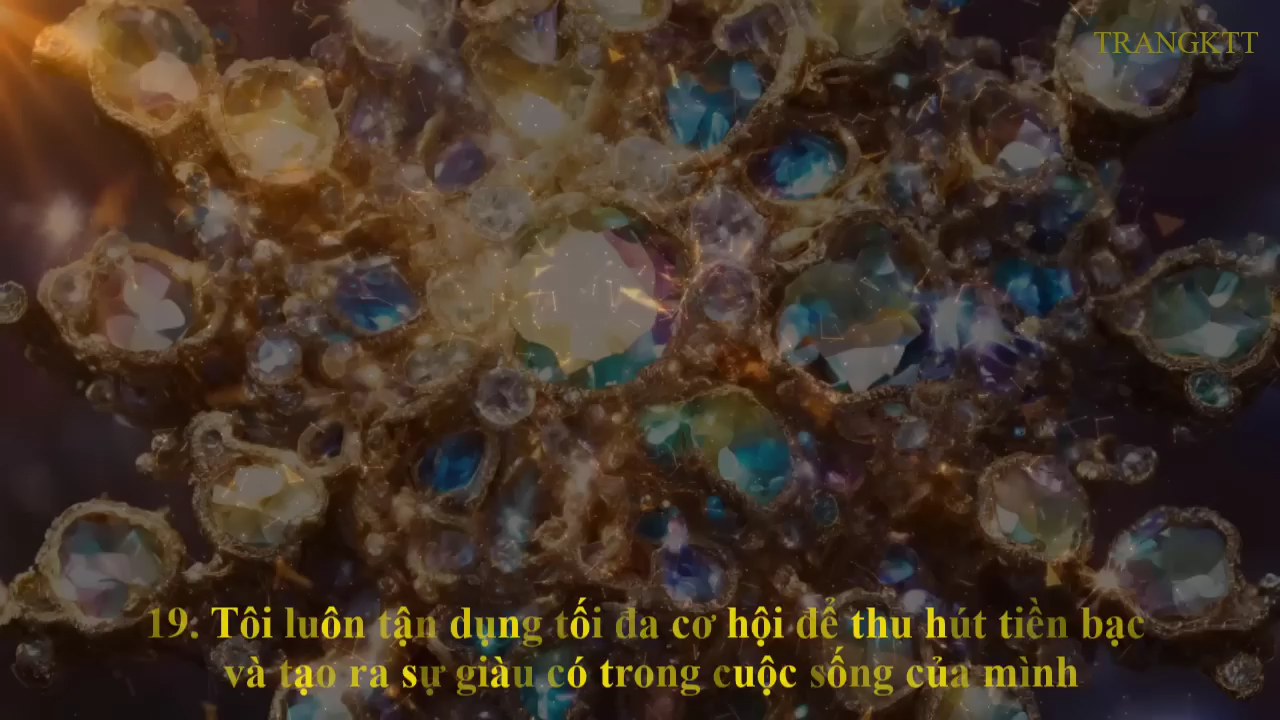 TRANGKTT
19. Tôi luôn tận dụng tối đa cơ hội để thu hút tiền bạc
và tạo ra sự giàu có trong cuộc sống của mình